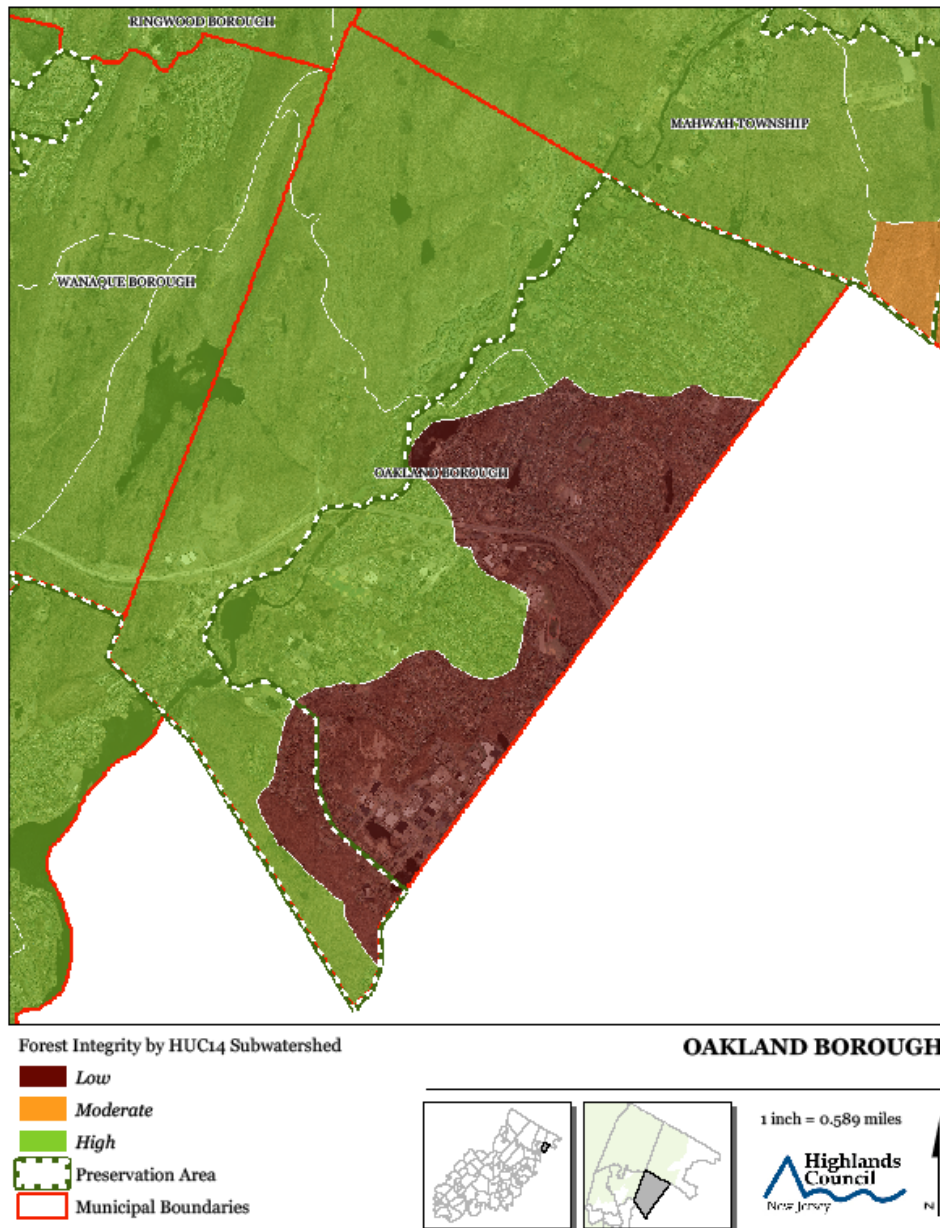 RINGWOOD BOROUGH
MAHWAH TOWNSHIP
WANAQUE BOROUGH
OAKLAND BOROUGH
Forest Integrity by HUC14 Subwatershed
Low
Moderate
High
Preservation Area
Municipal Boundaries
OAKLAND BOROUGH
1 inch = 0.589 miles
Highlands
Council
New Jersey
N